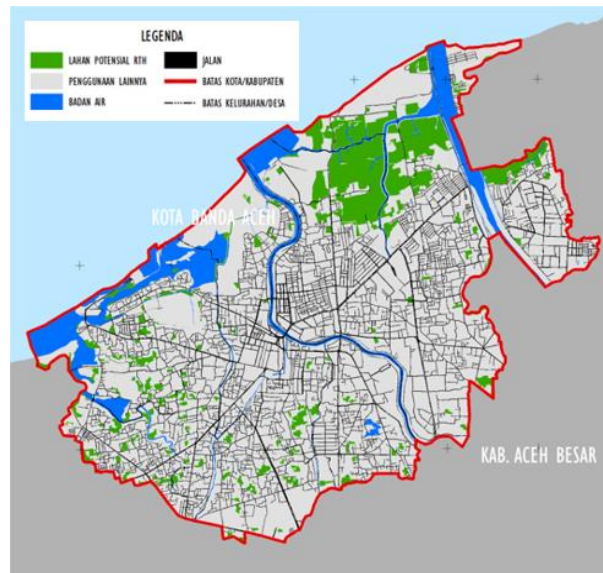 LEGENDA
LAHAN POTENSIAL RTH
PENGGUNAAN LAINNYA
BADAN AIR
JALAN
BATAS KOTA/KABUPATEN
BATAS KELURAHAN/DESA
KOTA BANDA ACEH
KAB. ACEH BESAR